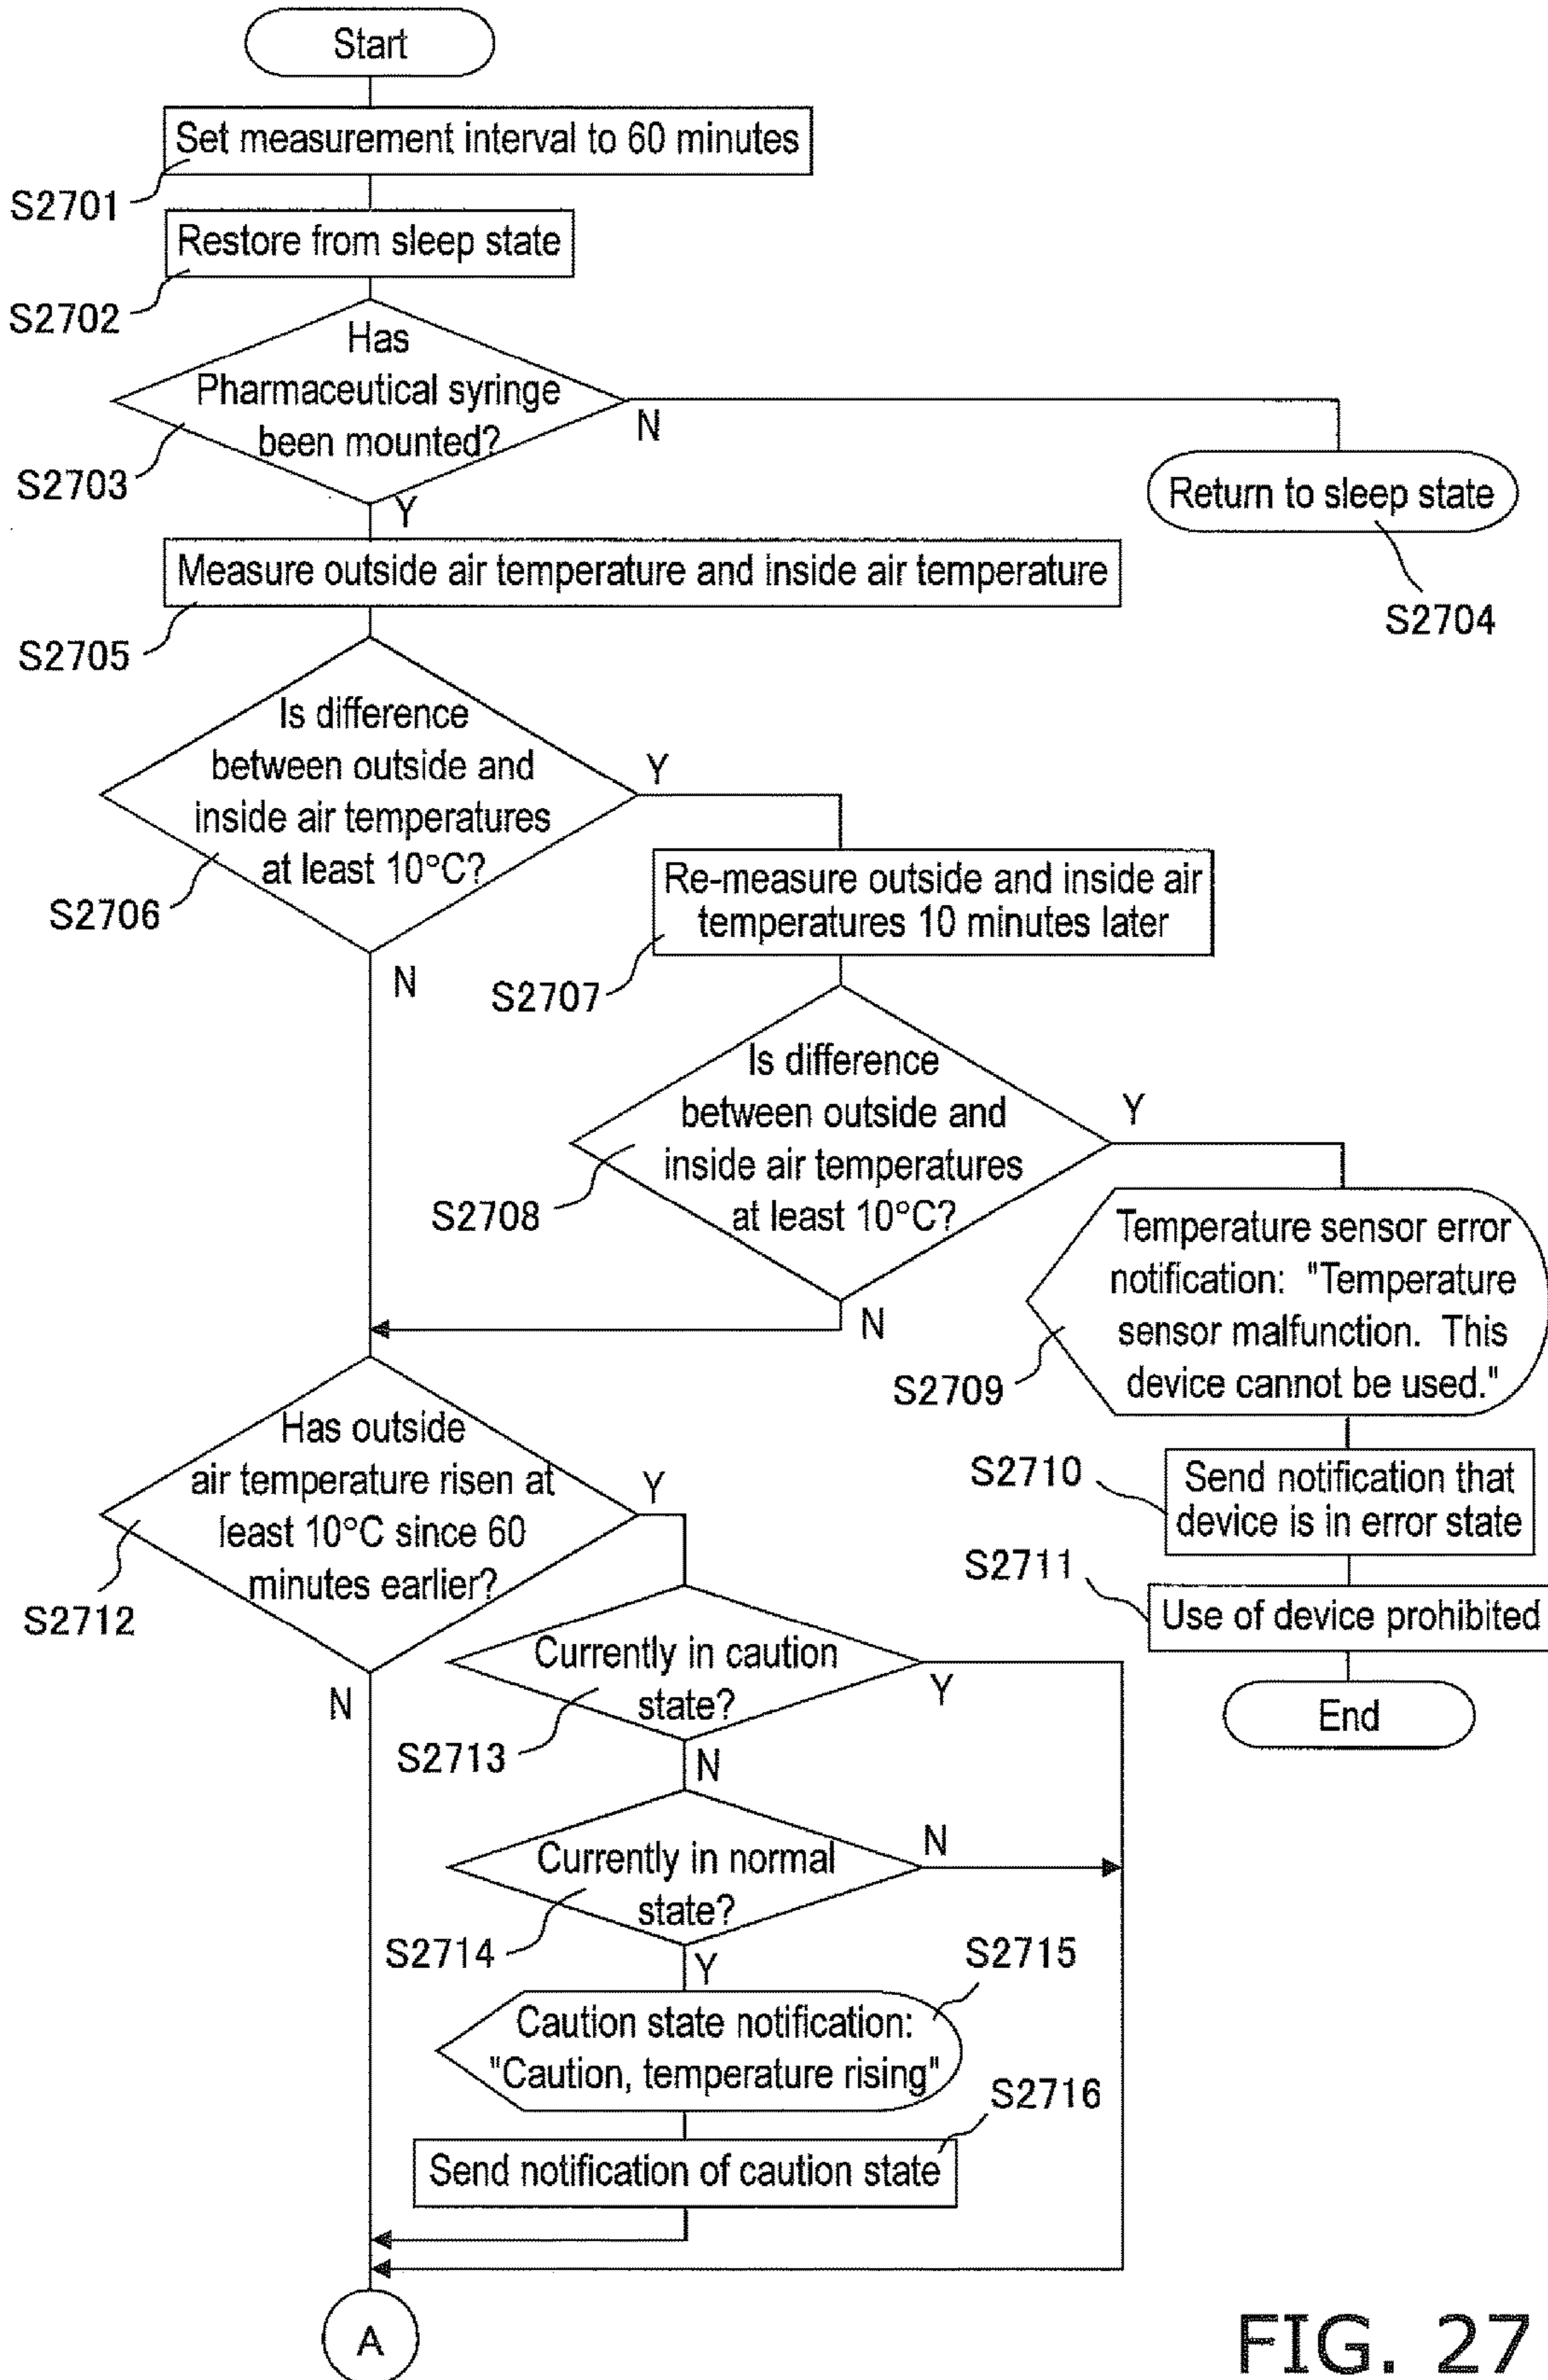 Start
Set measurement interval to 60 minutes
S2701
Restore from sleep state
S2702
Has
Pharmaceutical syringe
been mounted?
N
S2703
Y
Return to sleep state
S2704
Measure outside air temperature and inside air temperature
S2705
Is difference
between outside and
inside air temperatures
at least 10°C?
Y
S2706
N
Re-measure outside and inside air
temperatures 10 minutes later
S2707
Is difference
between outside and
inside air temperatures
at least 10°C?
Y
S2708
N
Temperature sensor error
notification: "Temperature
sensor malfunction. This
device cannot be used."
S2709
Send notification that
device is in error state
S2710
Use of device prohibited
S2711
End
Has outside
air temperature risen at
least 10°C since 60
minutes earlier?
Y
S2712
N
Currently in caution
state?
Y
S2713
N
Currently in normal
state?
N
S2714
Y
S2715
Caution state notification:
"Caution, temperature rising"
S2716
Send notification of caution state
A
FIG. 27